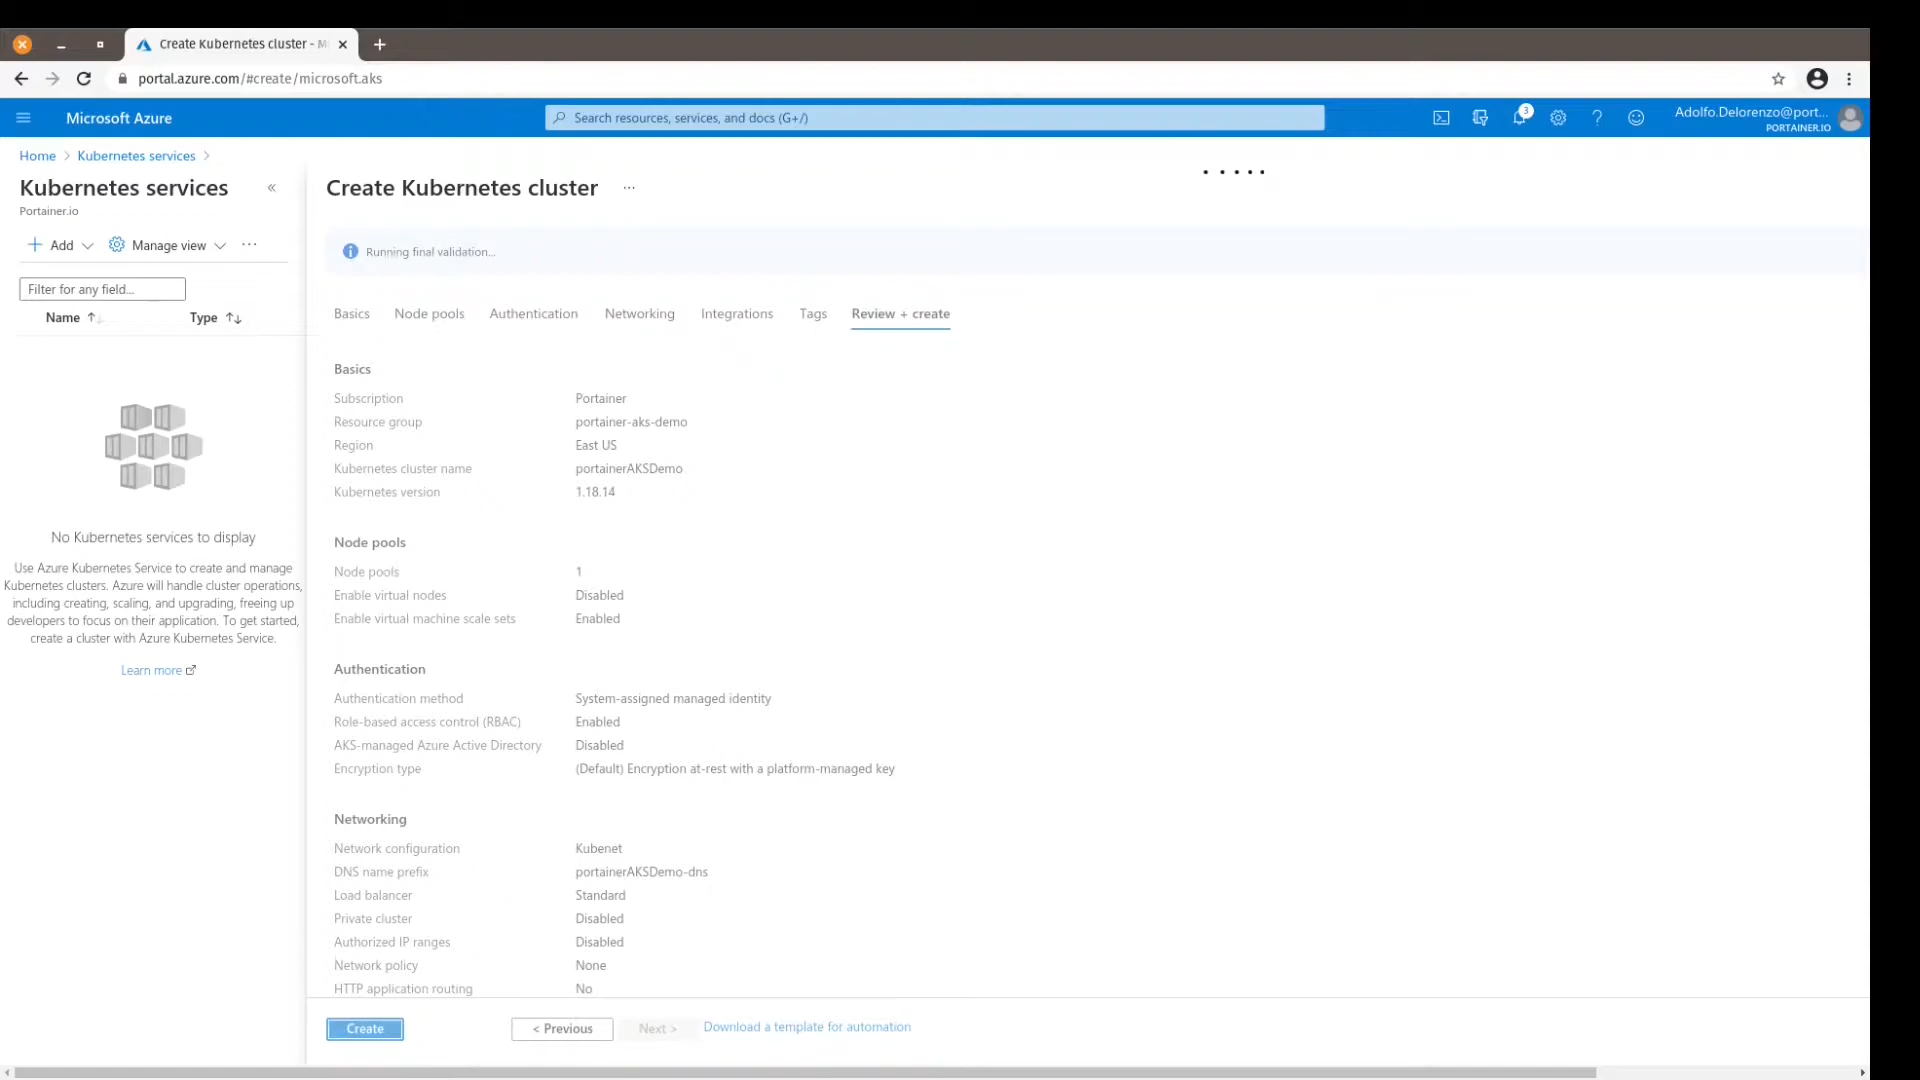 Create Kubernetes cluster - M
portal.azure.com/#create/microsoft.aks
Microsoft Azure
Search resources, services, and docs (G+/)
3
Adolfo.Delorenzo@port...
PORTAINER.IO
Home > Kubernetes services >
Kubernetes services
Portainer.io
Add
Manage view
Filter for any field...
Name
Type
No Kubernetes services to display
Use Azure Kubernetes Service to create and manage
Kubernetes clusters. Azure will handle cluster operations,
including creating, scaling, and upgrading, freeing up
developers to focus on their application. To get started,
create a cluster with Azure Kubernetes Service.
Learn more
Create Kubernetes cluster ...
Running final validation...
Basics Node pools Authentication Networking Integrations Tags Review + create
Basics
Subscription Portainer
Resource group portainer-aks-demo
Region East US
Kubernetes cluster name portainerAKSDemo
Kubernetes version 1.18.14
Node pools
Node pools 1
Enable virtual nodes Disabled
Enable virtual machine scale sets Enabled
Authentication
Authentication method System-assigned managed identity
Role-based access control (RBAC) Enabled
AKS-managed Azure Active Directory Disabled
Encryption type (Default) Encryption at-rest with a platform-managed key
Networking
Network configuration Kubenet
DNS name prefix portainerAKSDemo-dns
Load balancer Standard
Private cluster Disabled
Authorized IP ranges Disabled
Network policy None
HTTP application routing No
Create < Previous Next > Download a template for automation